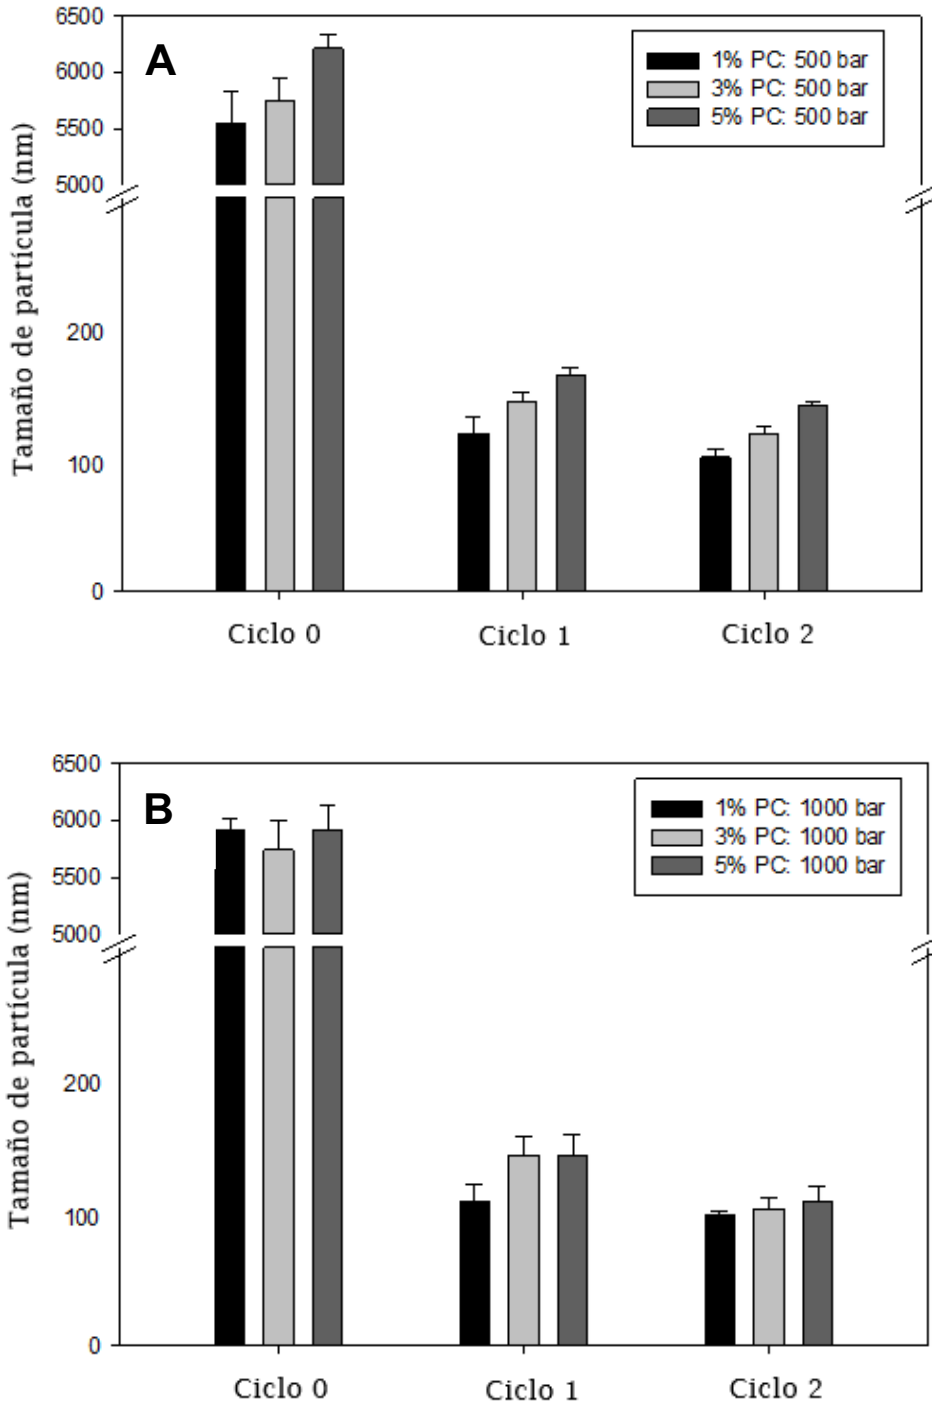 A
Tamaño de partícula (nm)
6500
6000
5500
5000
200
100
0
1% PC: 500 bar
3% PC: 500 bar
5% PC: 500 bar
Ciclo 0
Ciclo 1
Ciclo 2
B
Tamaño de partícula (nm)
6500
6000
5500
5000
200
100
0
1% PC: 1000 bar
3% PC: 1000 bar
5% PC: 1000 bar
Ciclo 0
Ciclo 1
Ciclo 2